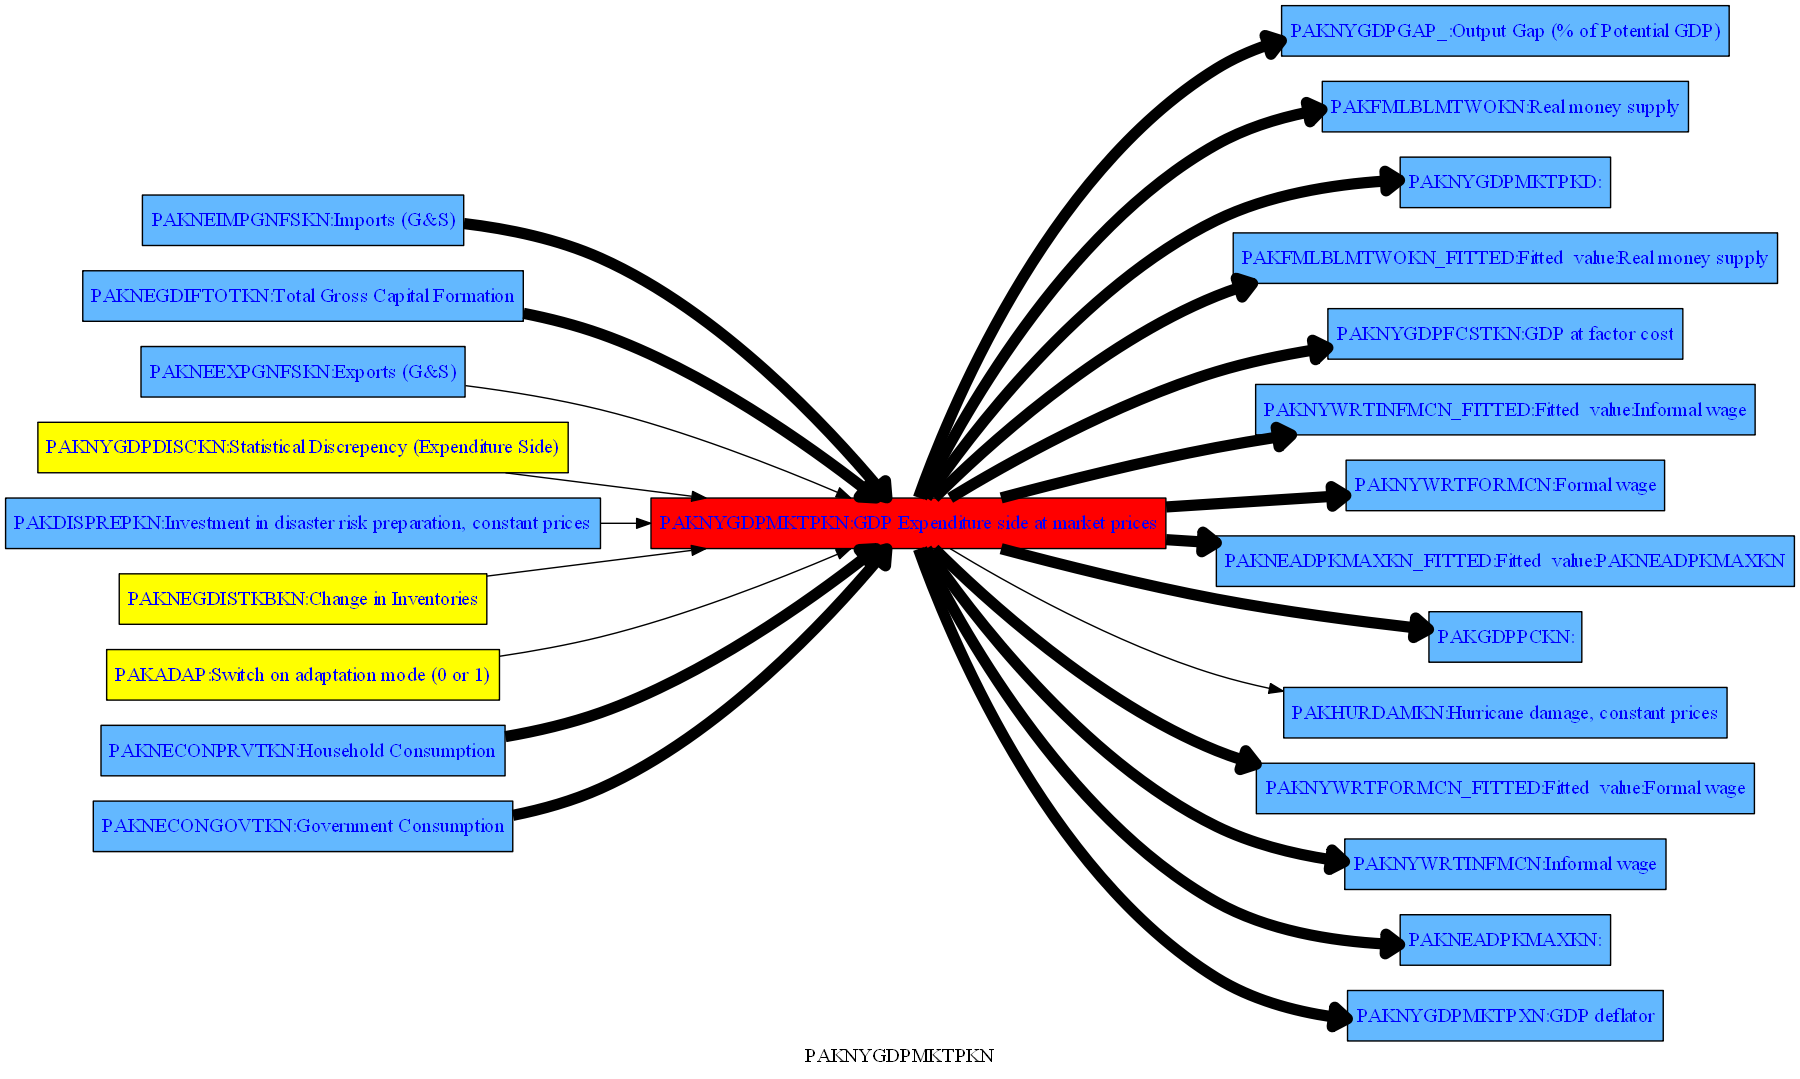 PAKNEIMPGNFSKN:Imports (G&S)
PAKNEGDIFTOTKN:Total Gross Capital Formation
PAKNEEXPGNFSKN:Exports (G&S)
PAKNYGDPDISCKN:Statistical Discrepency (Expenditure Side)
PAKDISPREPKN:Investment in disaster risk preparation, constant prices
PAKNEGDISTKBKN:Change in Inventories
PAKADAP:Switch on adaptation mode (0 or 1)
PAKNECONPRVTKN:Household Consumption
PAKNECONGOVTKN:Government Consumption
PAKNYGDPMKTPKN:GDP Expenditure side at market prices
PAKNYGDPGAP_:Output Gap (% of Potential GDP)
PAKFMLBLMTWOKN:Real money supply
PAKNYGDPMKTPKD:
PAKFMLBLMTWOKN_FITTED:Fitted  value:Real money supply
PAKNYGDPFCSTKN:GDP at factor cost
PAKNYWRTINFMCN_FITTED:Fitted  value:Informal wage
PAKNYWRTFORMCN:Formal wage
PAKNEADPKMAXKN_FITTED:Fitted  value:PAKNEADPKMAXKN
PAKGDPPCKN:
PAKHURDAMKN:Hurricane damage, constant prices
PAKNYWRTFORMCN_FITTED:Fitted  value:Formal wage
PAKNYWRTINFMCN:Informal wage
PAKNEADPKMAXKN:
PAKNYGDPMKTPXN:GDP deflator
PAKNYGDPMKTPKN